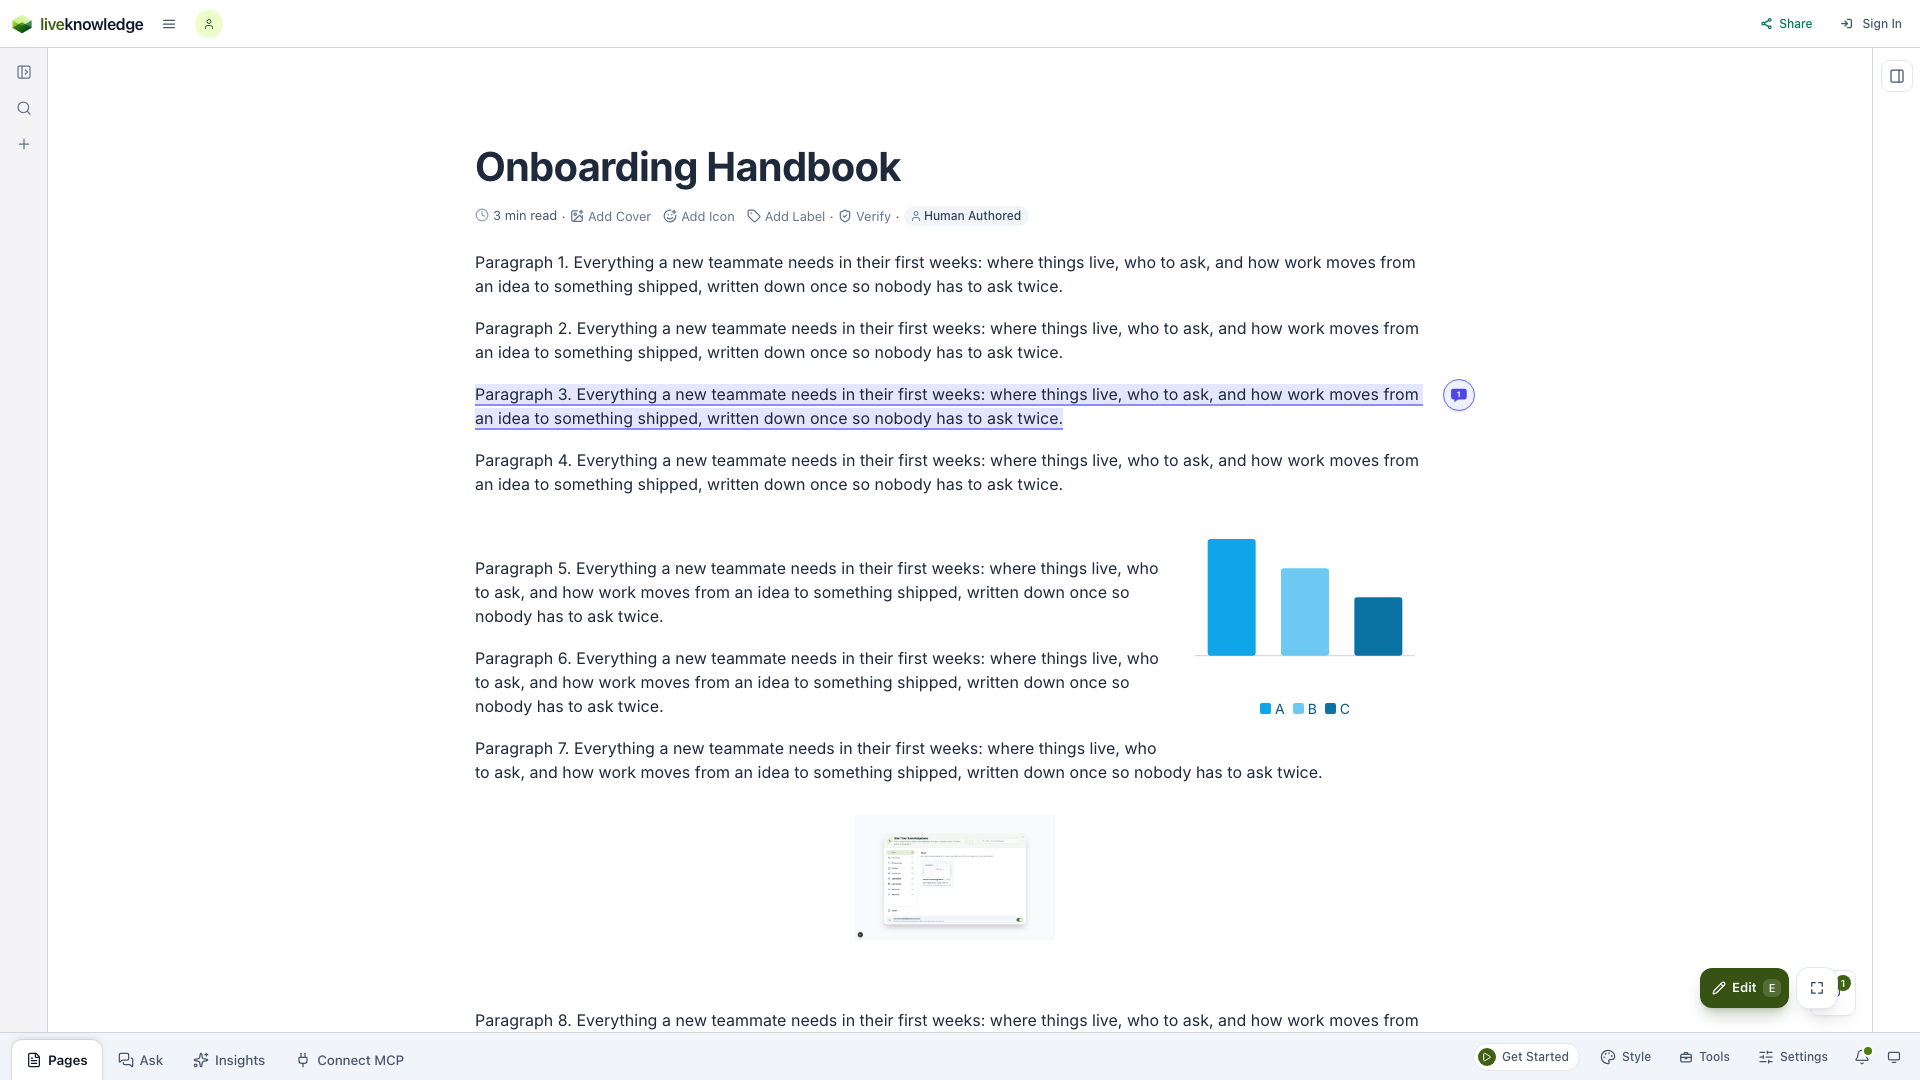 liveknowledge
Share
Sign In
Onboarding Handbook
3 min read · Add Cover Add Icon Add Label · Verify · Human Authored
Paragraph 1. Everything a new teammate needs in their first weeks: where things live, who to ask, and how work moves from
an idea to something shipped, written down once so nobody has to ask twice.
Paragraph 2. Everything a new teammate needs in their first weeks: where things live, who to ask, and how work moves from
an idea to something shipped, written down once so nobody has to ask twice.
Paragraph 3. Everything a new teammate needs in their first weeks: where things live, who to ask, and how work moves from
1
an idea to something shipped, written down once so nobody has to ask twice.
Paragraph 4. Everything a new teammate needs in their first weeks: where things live, who to ask, and how work moves from
an idea to something shipped, written down once so nobody has to ask twice.
Paragraph 5. Everything a new teammate needs in their first weeks: where things live, who
to ask, and how work moves from an idea to something shipped, written down once so
nobody has to ask twice.
Paragraph 6. Everything a new teammate needs in their first weeks: where things live, who
to ask, and how work moves from an idea to something shipped, written down once so
nobody has to ask twice.
A B C
Paragraph 7. Everything a new teammate needs in their first weeks: where things live, who
to ask, and how work moves from an idea to something shipped, written down once so nobody has to ask twice.
Edit E
1
Paragraph 8. Everything a new teammate needs in their first weeks: where things live, who to ask, and how work moves from
Pages
Ask
Insights
Connect MCP
Get Started
Style
Tools
Settings